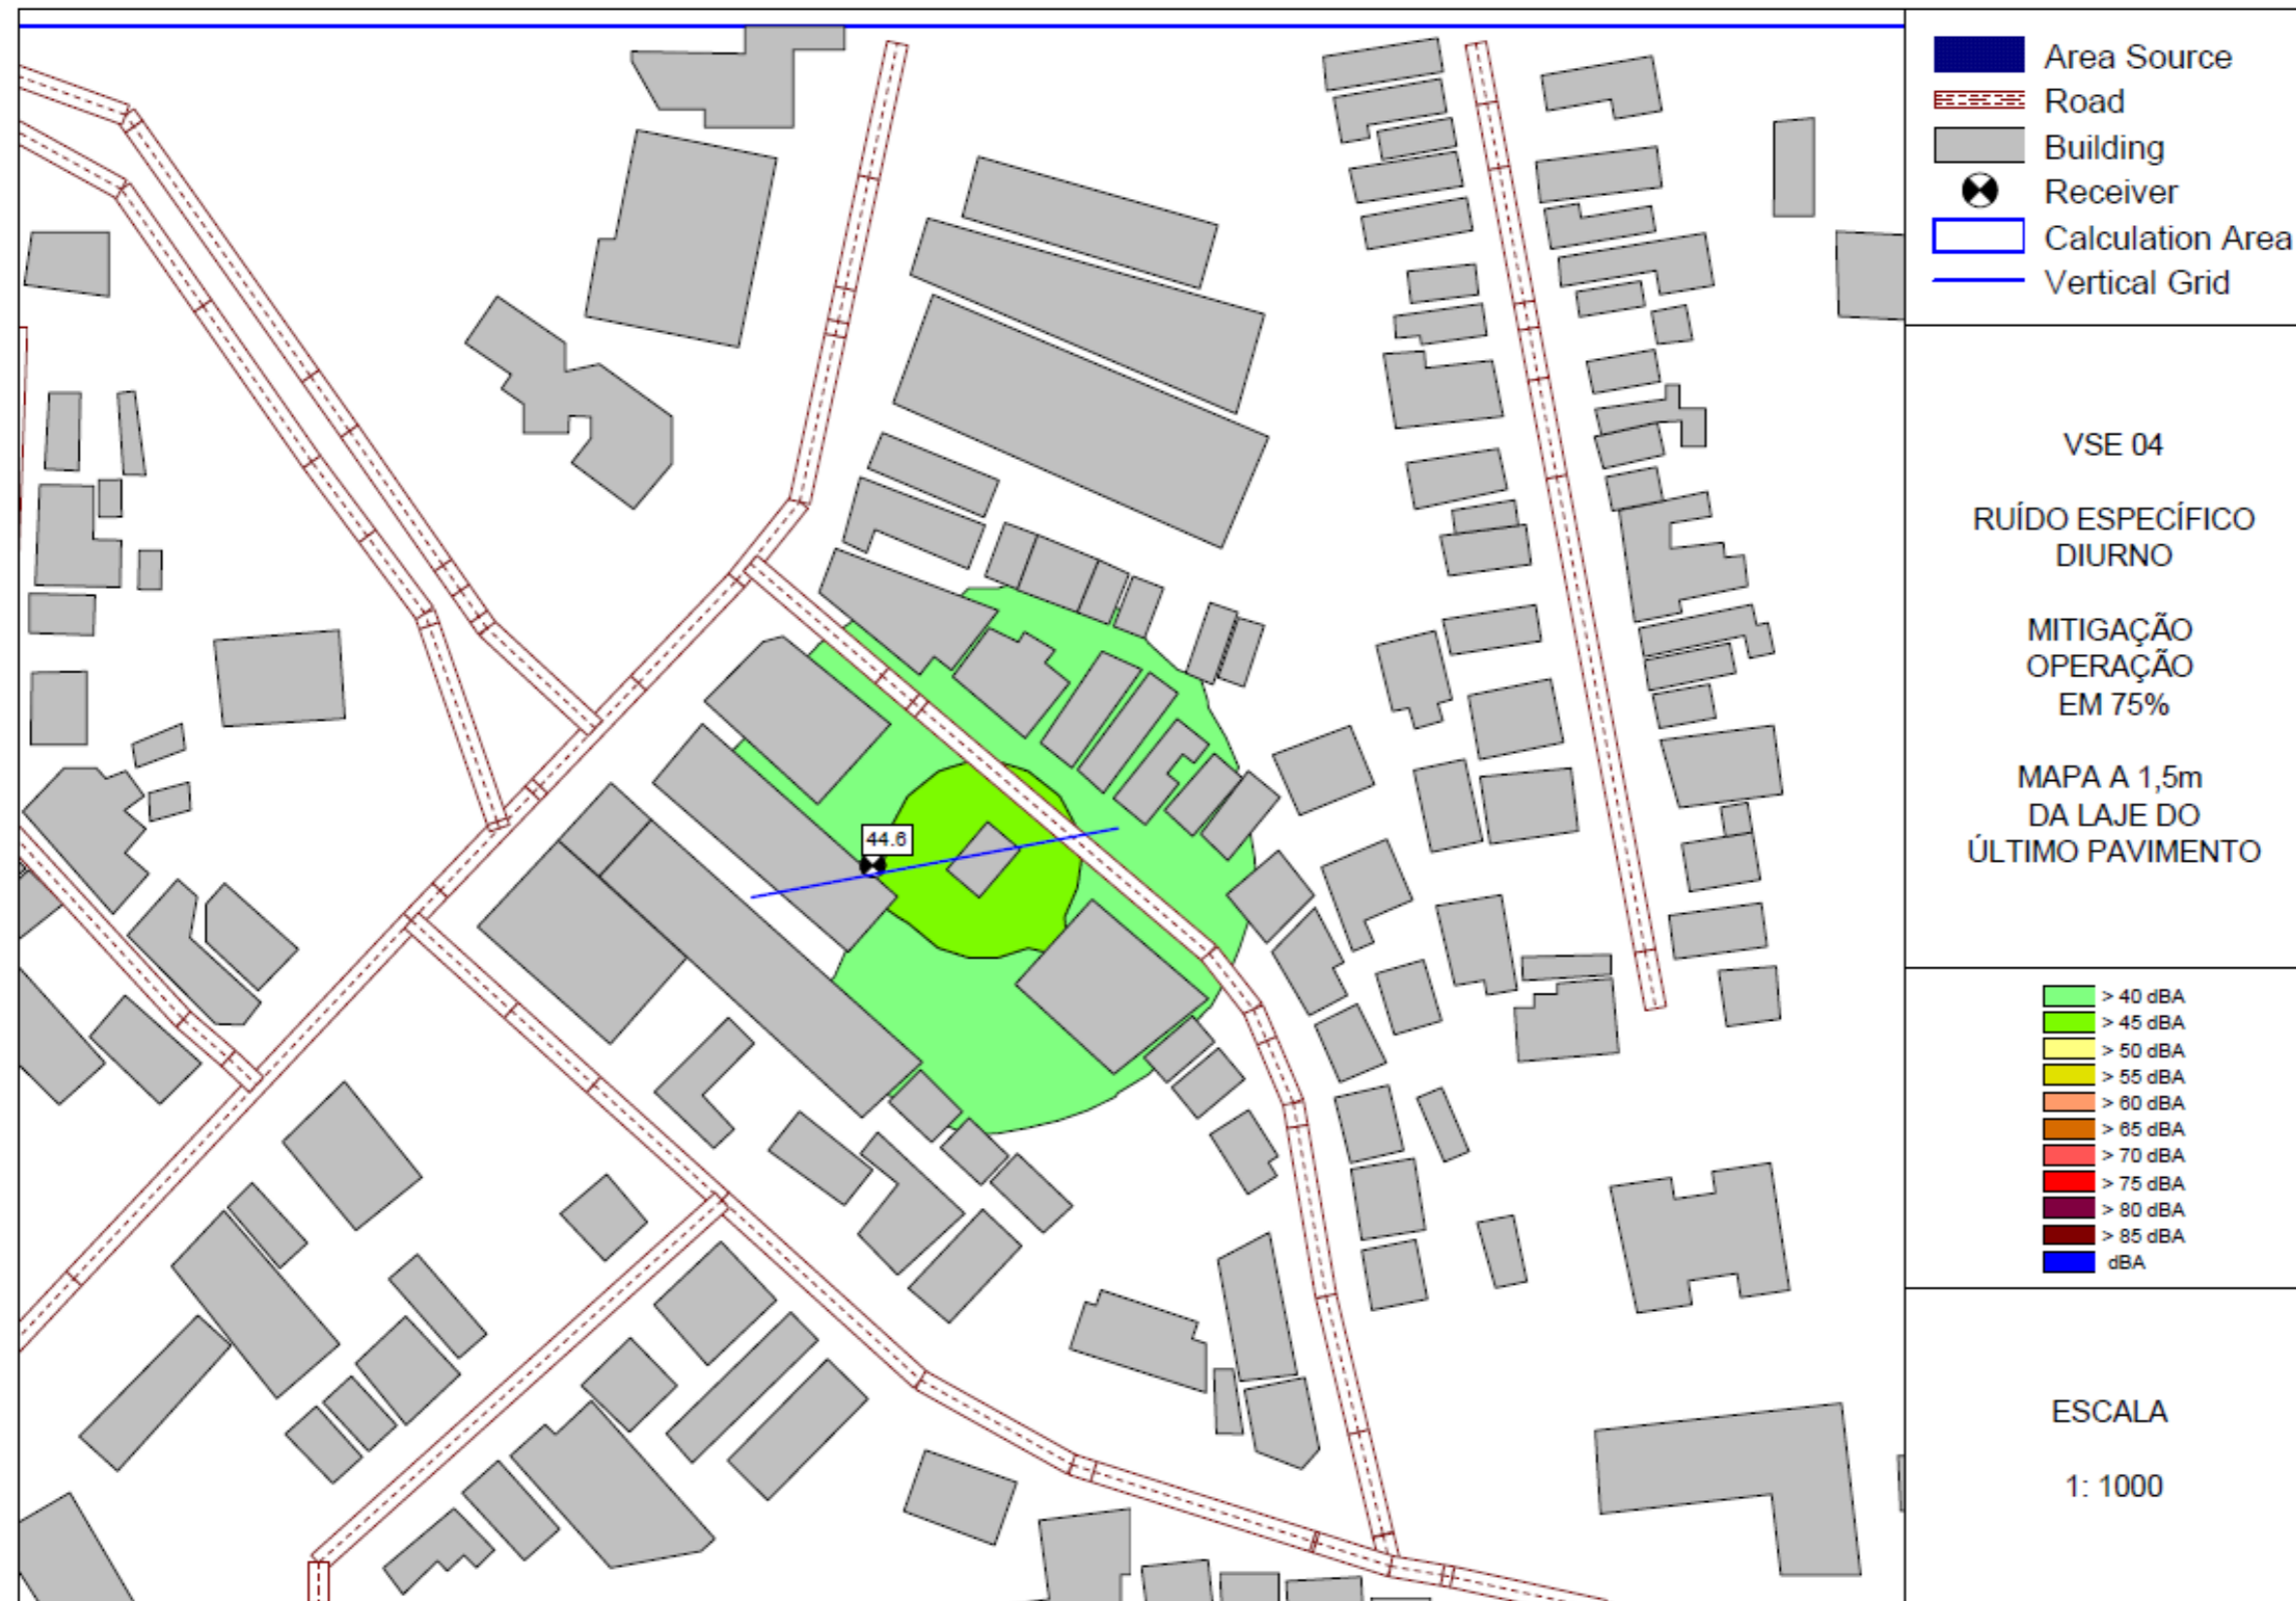 44.6
Area Source
Road
Building
Receiver
Calculation Area
Vertical Grid
VSE 04
RUÍDO ESPECÍFICO
DIURNO
MITIGAÇÃO
OPERAÇÃO
EM 75%
MAPA A 1,5m
DA LAJE DO
ÚLTIMO PAVIMENTO
> 40 dBA
> 45 dBA
> 50 dBA
> 55 dBA
> 60 dBA
> 65 dBA
> 70 dBA
> 75 dBA
> 80 dBA
> 85 dBA
dBA
ESCALA
1: 1000